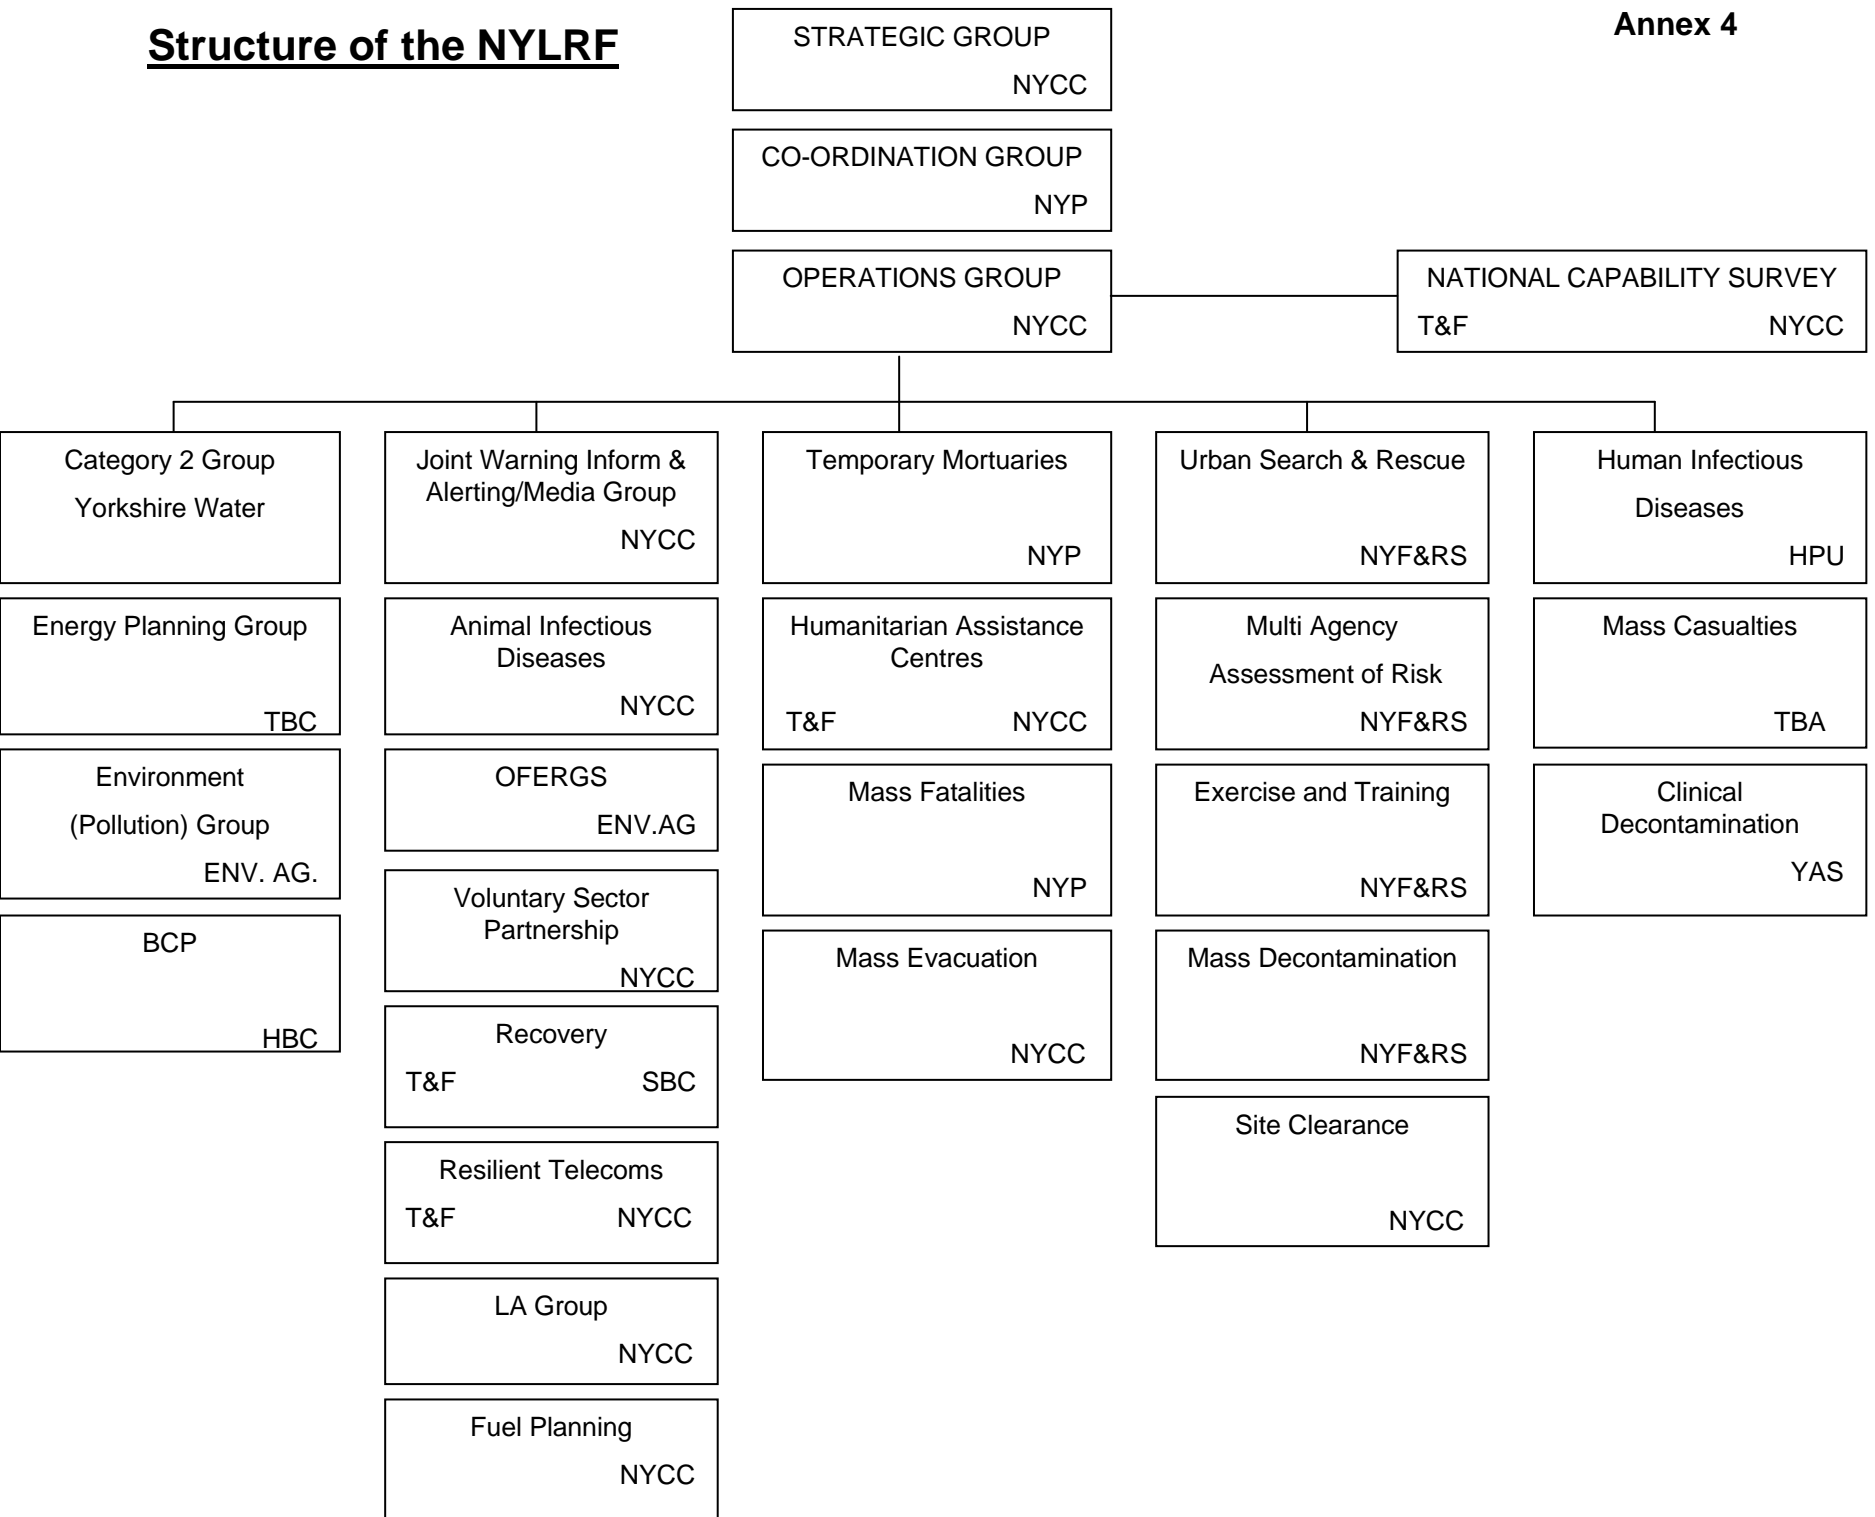 Structure of the NYLRF
Annex 4
STRATEGIC GROUP
NYCC
CO-ORDINATION GROUP
NYP
OPERATIONS GROUP
NYCC
NATIONAL CAPABILITY SURVEY
T&F NYCC
Category 2 Group
Yorkshire Water
Energy Planning Group
TBC
Environment
(Pollution) Group
ENV. AG.
BCP
HBC
Joint Warning Inform &
Alerting/Media Group
NYCC
Animal Infectious
Diseases
NYCC
OFERGS
ENV.AG
Voluntary Sector
Partnership
NYCC
Recovery
T&F SBC
Resilient Telecoms
T&F NYCC
LA Group
NYCC
Fuel Planning
NYCC
Temporary Mortuaries
NYP
Humanitarian Assistance
Centres
T&F NYCC
Mass Fatalities
NYP
Mass Evacuation
NYCC
Urban Search & Rescue
NYF&RS
Multi Agency
Assessment of Risk
NYF&RS
Exercise and Training
NYF&RS
Mass Decontamination
NYF&RS
Site Clearance
NYCC
Human Infectious
Diseases
HPU
Mass Casualties
TBA
Clinical
Decontamination
YAS